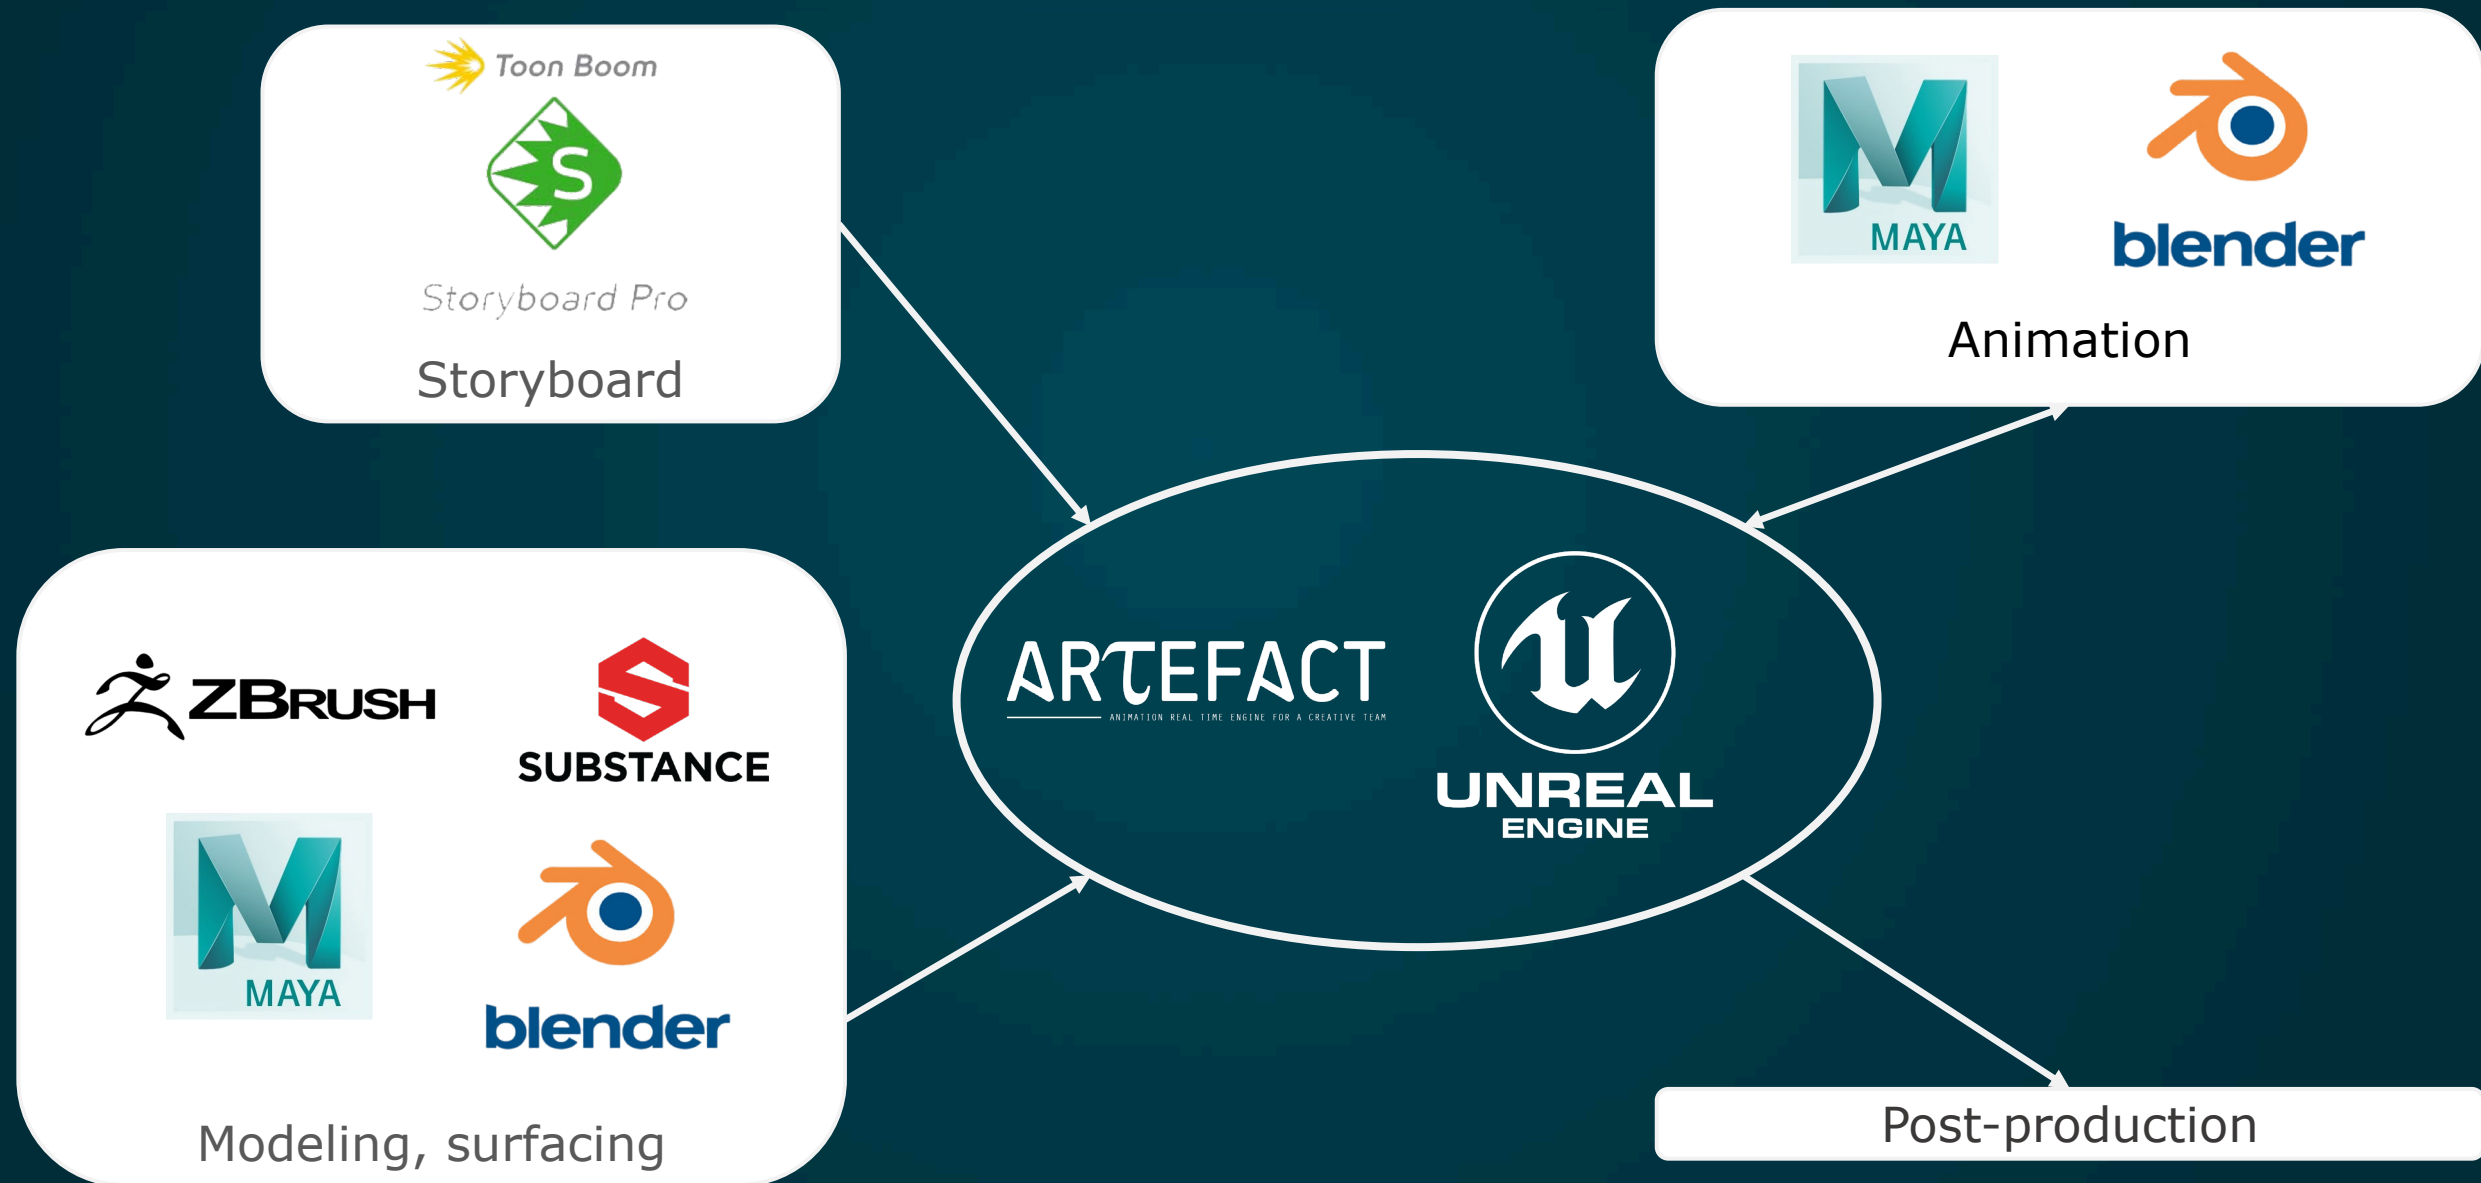 Toon Boom
S
Storyboard Pro
Storyboard
MAYA
blender
Animation
ZBRUSH
SUBSTANCE
MAYA
blender
Modeling, surfacing
ARTEFACT
ANIMATION REAL TIME ENGINE FOR A CREATIVE TEAM
UNREAL
ENGINE
Post-production